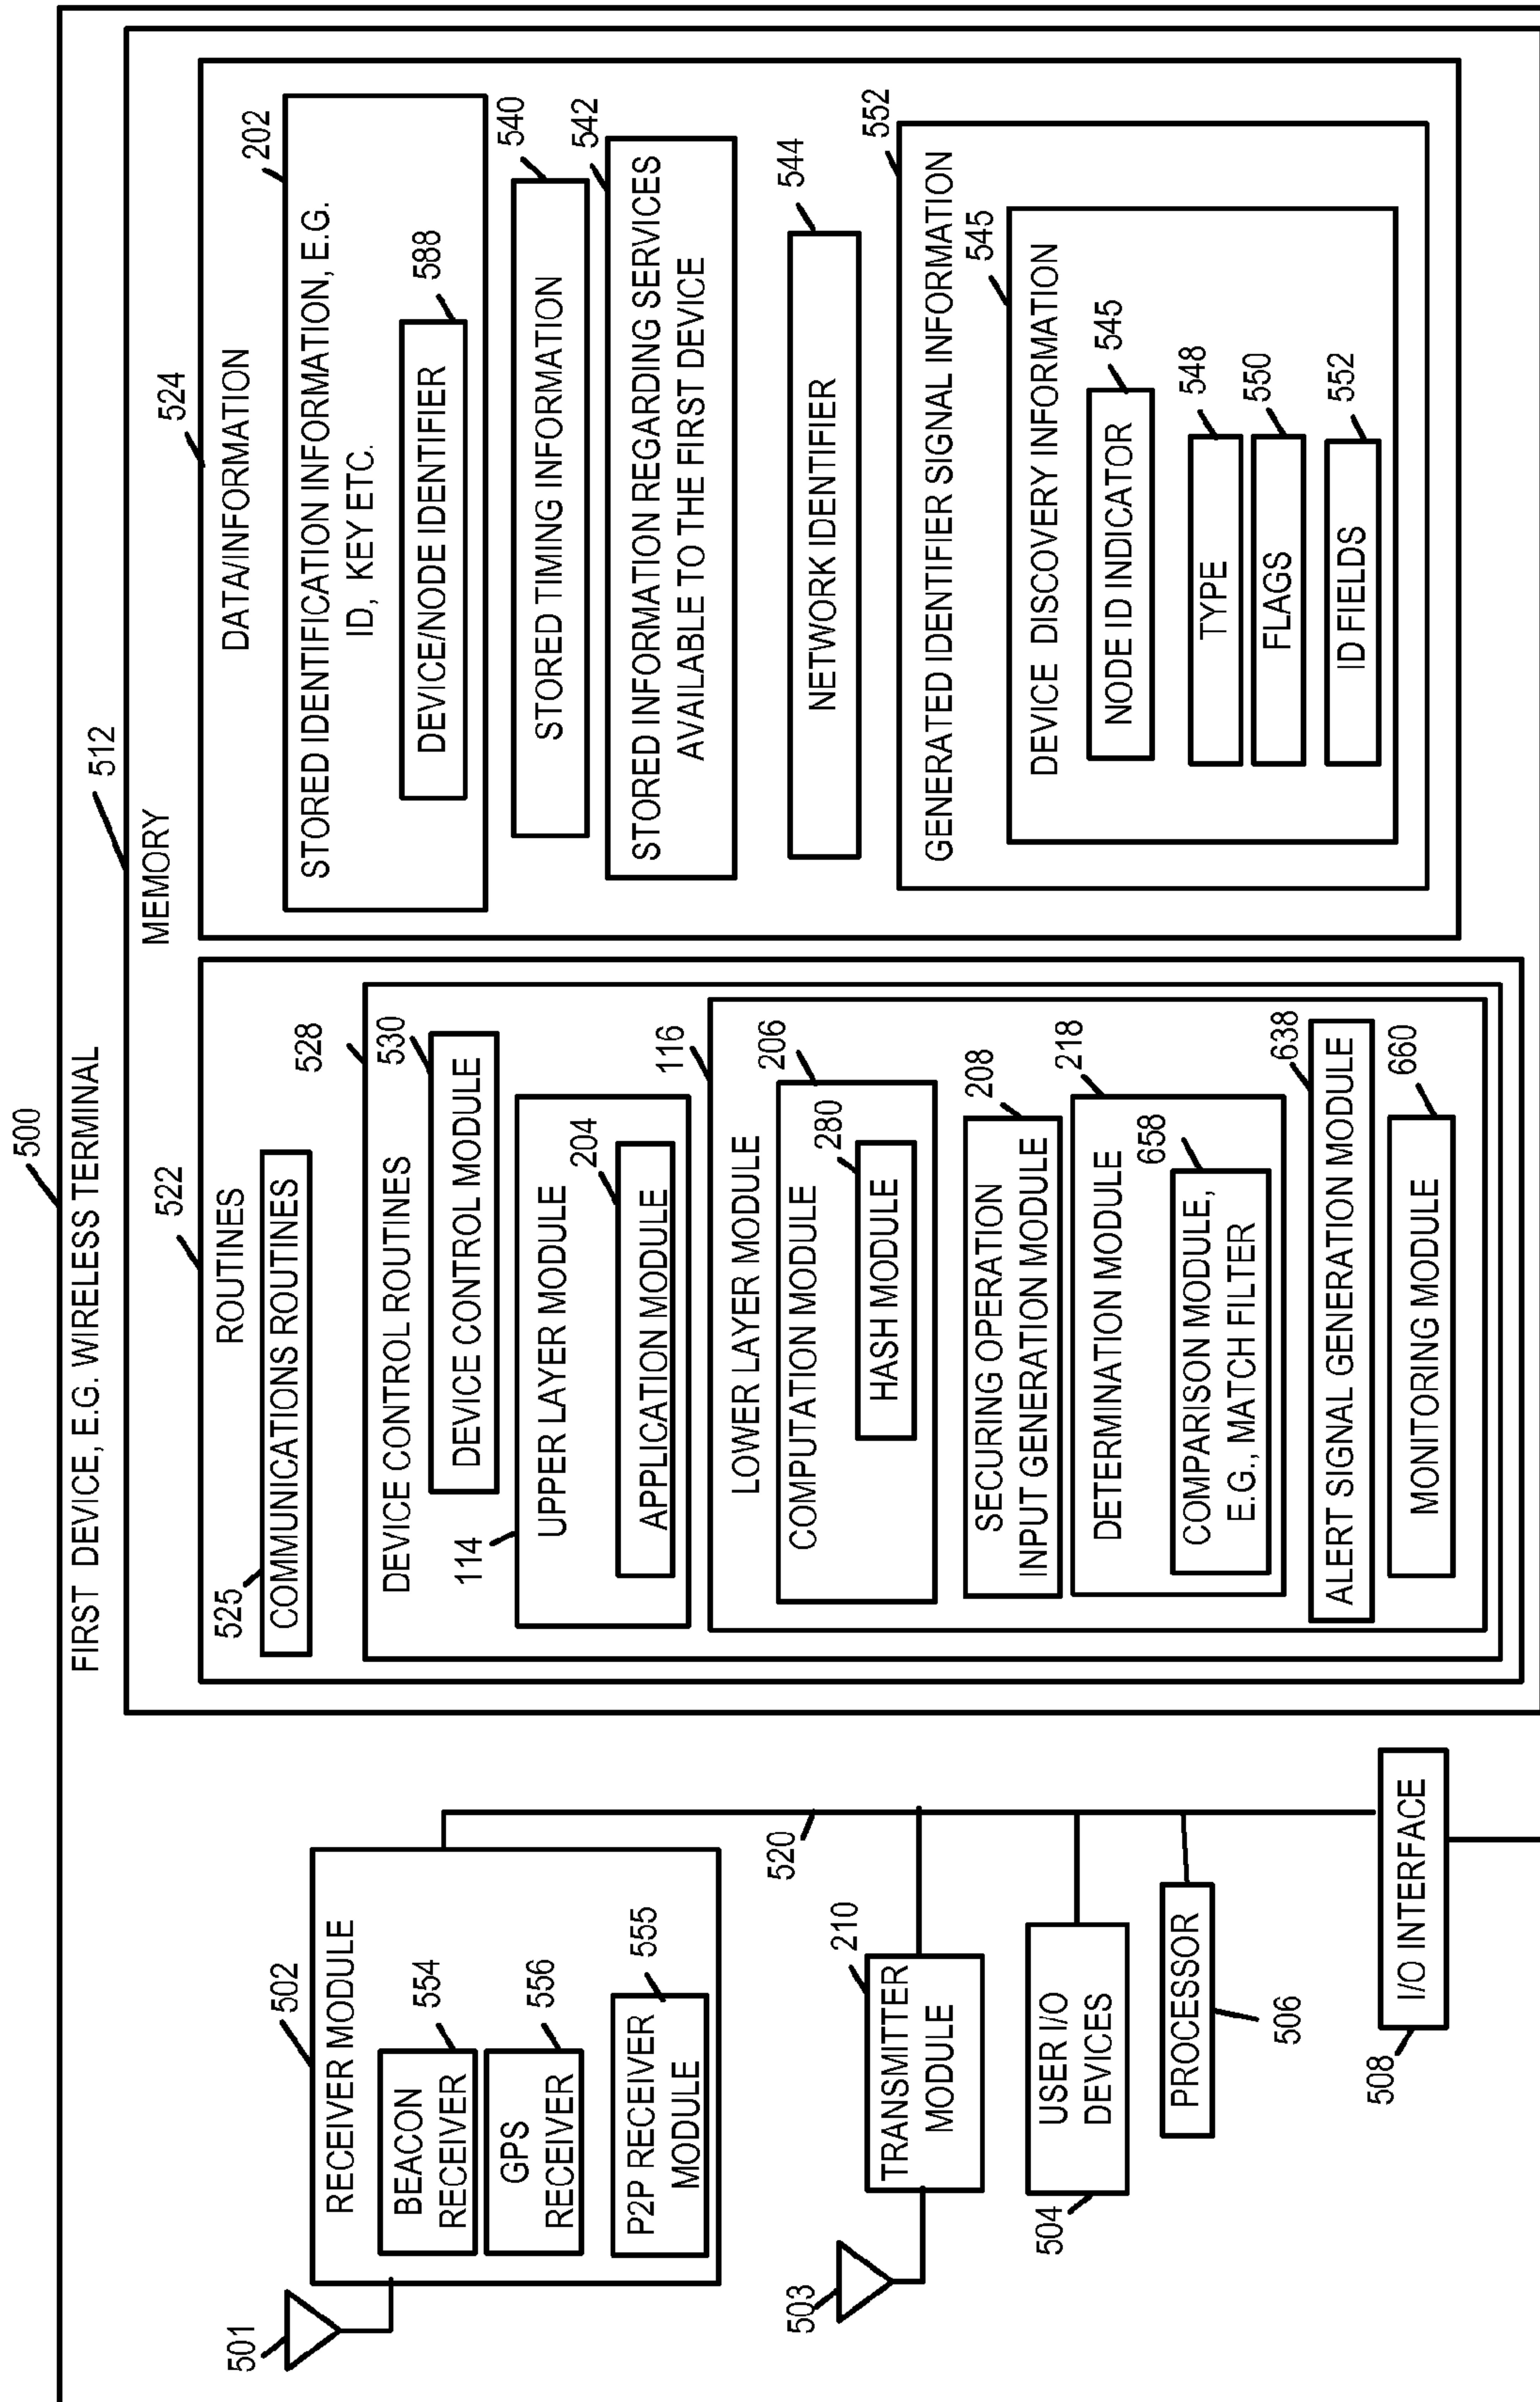 500
FIRST DEVICE, E.G. WIRELESS TERMINAL
501
502
RECEIVER MODULE
BEACON
RECEIVER
554
GPS
RECEIVER
556
P2P RECEIVER
MODULE
555
520
503
210
TRANSMITTER
MODULE
504
USER I/O
DEVICES
PROCESSOR
506
508
I/O INTERFACE
512
MEMORY
522
ROUTINES
525
COMMUNICATIONS ROUTINES
528
DEVICE CONTROL ROUTINES
530
DEVICE CONTROL MODULE
114
UPPER LAYER MODULE
204
APPLICATION MODULE
116
LOWER LAYER MODULE
206
COMPUTATION MODULE
280
HASH MODULE
208
SECURING OPERATION
INPUT GENERATION MODULE
218
DETERMINATION MODULE
658
COMPARISON MODULE,
E.G., MATCH FILTER
638
ALERT SIGNAL GENERATION MODULE
660
MONITORING MODULE
524
DATA/INFORMATION
202
STORED IDENTIFICATION INFORMATION, E.G.
ID, KEY ETC.
588
DEVICE/NODE IDENTIFIER
540
STORED TIMING INFORMATION
542
STORED INFORMATION REGARDING SERVICES
AVAILABLE TO THE FIRST DEVICE
544
NETWORK IDENTIFIER
552
GENERATED IDENTIFIER SIGNAL INFORMATION
545
DEVICE DISCOVERY INFORMATION
545
NODE ID INDICATOR
548
TYPE
550
FLAGS
552
ID FIELDS